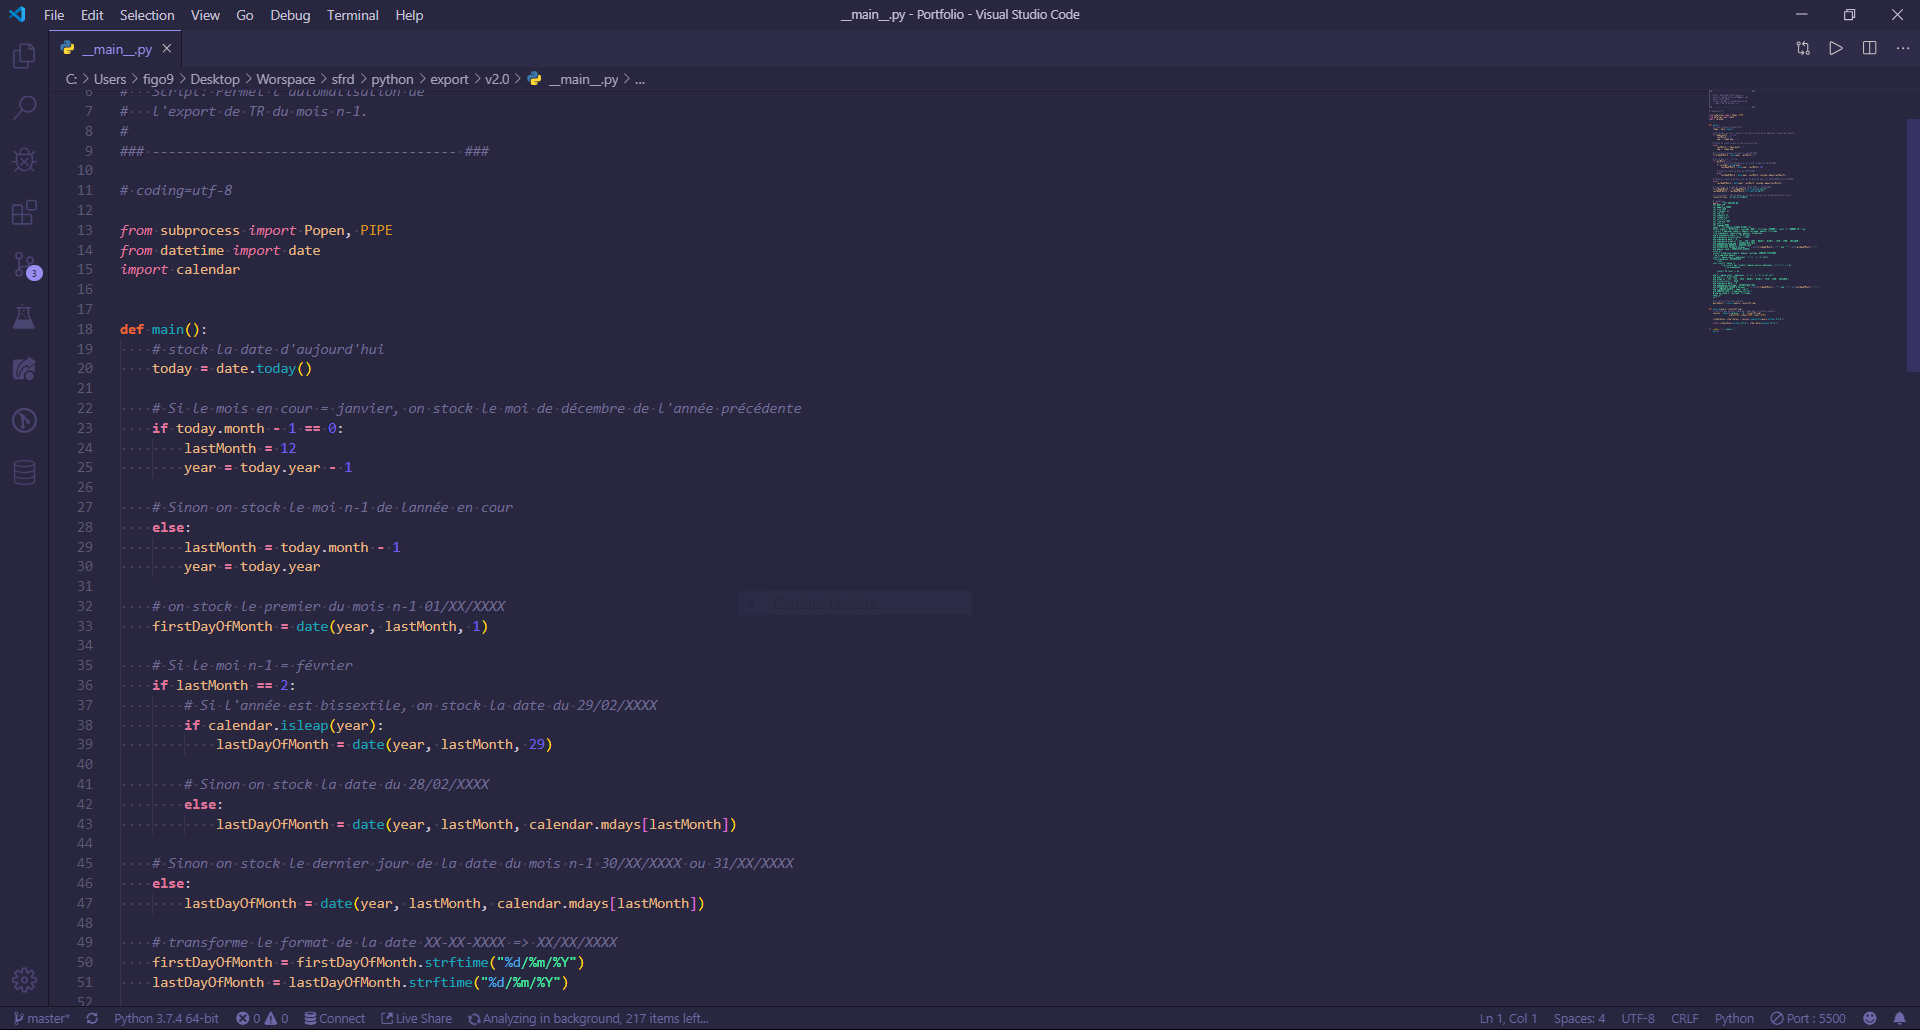 File Edit Selection View Go Debug Terminal Help
__main__.py - Portfolio - Visual Studio Code
__main__.py
C: > Users > figo9 > Desktop > Worspace > sfrd > python > export > v2.0 > __main__.py > ...
6 #   Script: Permet l'automatisation de
7 #   l'export de TR du mois n-1.
8 #
9 ### -------------------------------------- ###
10
11 # coding=utf-8
12
13 from subprocess import Popen, PIPE
14 from datetime import date
15 import calendar
16
17
18 def main():
19     # stock la date d'aujourd'hui
20     today = date.today()
21
22     # Si le mois en cour = janvier, on stock le moi de décembre de l'année précédente
23     if today.month - 1 == 0:
24         lastMonth = 12
25         year = today.year - 1
26
27     # Sinon on stock le moi n-1 de lannée en cour
28     else:
29         lastMonth = today.month - 1
30         year = today.year
31
32     # on stock le premier du mois n-1 01/XX/XXXX
33     firstDayOfMonth = date(year, lastMonth, 1)
34
35     # Si le moi n-1 = février
36     if lastMonth == 2:
37         # Si l'année est bissextile, on stock la date du 29/02/XXXX
38         if calendar.isleap(year):
39             lastDayOfMonth = date(year, lastMonth, 29)
40
41         # Sinon on stock la date du 28/02/XXXX
42         else:
43             lastDayOfMonth = date(year, lastMonth, calendar.mdays[lastMonth])
44
45     # Sinon on stock le dernier jour de la date du mois n-1 30/XX/XXXX ou 31/XX/XXXX
46     else:
47         lastDayOfMonth = date(year, lastMonth, calendar.mdays[lastMonth])
48
49     # transforme le format de la date XX-XX-XXXX => XX/XX/XXXX
50     firstDayOfMonth = firstDayOfMonth.strftime("%d/%m/%Y")
51     lastDayOfMonth = lastDayOfMonth.strftime("%d/%m/%Y")
52
3
Capture Fenêtre
master* Python 3.7.4 64-bit 0 0 Connect Live Share Analyzing in background, 217 items left... Ln 1, Col 1 Spaces: 4 UTF-8 CRLF Python Port : 5500